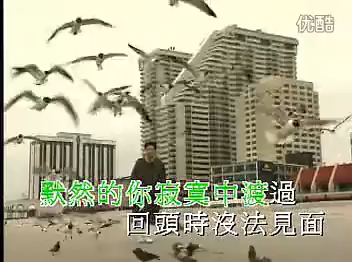 优酷
默然的你寂寞中渡過
回頭時沒法見面